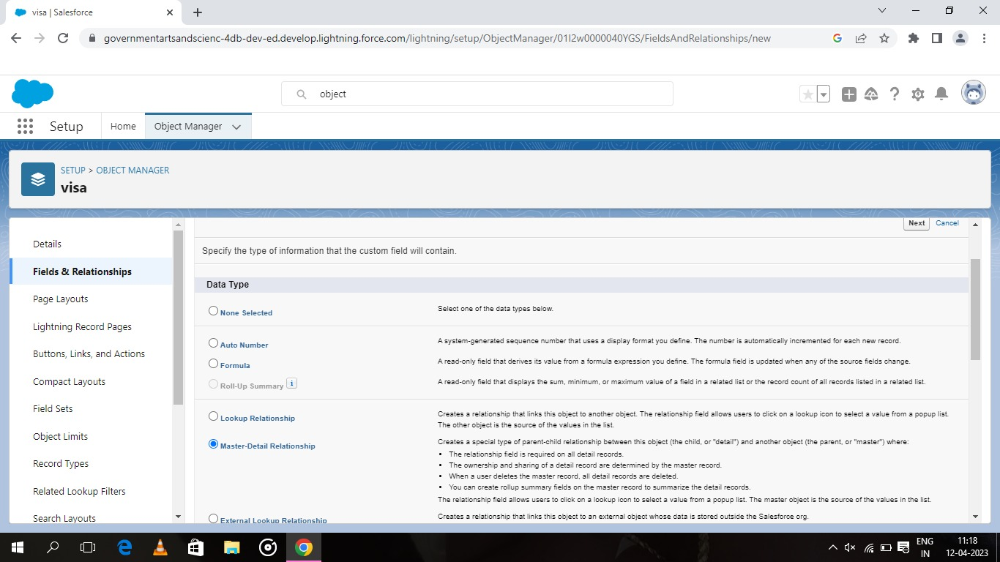 visa | Salesforce
governmentartsandscienc-4db-dev-ed.develop.lightning.force.com/lightning/setup/ObjectManager/01I2w0000040YGS/FieldsAndRelationships/new
object
Setup
Home
Object Manager
SETUP > OBJECT MANAGER
visa
Details
Fields & Relationships
Page Layouts
Lightning Record Pages
Buttons, Links, and Actions
Compact Layouts
Field Sets
Object Limits
Record Types
Related Lookup Filters
Search Layouts
Next Cancel
Specify the type of information that the custom field will contain.
Data Type
None Selected
Select one of the data types below.
Auto Number
A system-generated sequence number that uses a display format you define. The number is automatically incremented for each new record.
Formula
A read-only field that derives its value from a formula expression you define. The formula field is updated when any of the source fields change.
Roll-Up Summary i
A read-only field that displays the sum, minimum, or maximum value of a field in a related list or the record count of all records listed in a related list.
Lookup Relationship
Creates a relationship that links this object to another object. The relationship field allows users to click on a lookup icon to select a value from a popup list.
The other object is the source of the values in the list.
Master-Detail Relationship
Creates a special type of parent-child relationship between this object (the child, or "detail") and another object (the parent, or "master") where:
• The relationship field is required on all detail records.
• The ownership and sharing of a detail record are determined by the master record.
• When a user deletes the master record, all detail records are deleted.
• You can create rollup summary fields on the master record to summarize the detail records.
The relationship field allows users to click on a lookup icon to select a value from a popup list. The master object is the source of the values in the list.
External Lookup Relationship
Creates a relationship that links this object to an external object whose data is stored outside the Salesforce org.
ENG
IN
11:18
12-04-2023